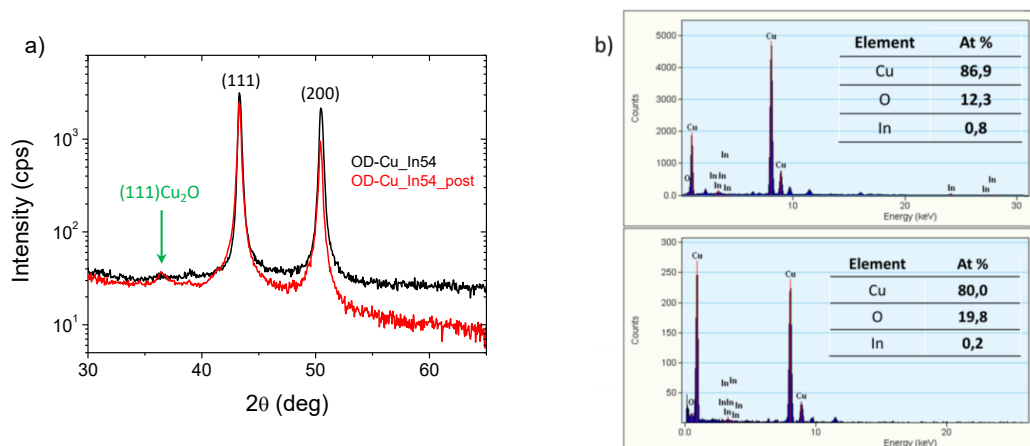 a)
Intensity (cps)
10³
10²
10¹
(111)
(200)
(111)Cu₂O
OD-Cu_In54
OD-Cu_In54_post
30
40
50
60
2θ (deg)
b)
Counts
5000
4000
3000
2000
1000
0
Cu
Cu
Cu
O
In
In In
In In
In
In
In
0
10
20
30
Energy (keV)
Element At %
Cu 86,9
O 12,3
In 0,8
Counts
300
250
200
150
100
50
Cu
Cu
Cu
O
In In
In In In
In In
0.0
10
20
Energy (keV)
Element At %
Cu 80,0
O 19,8
In 0,2